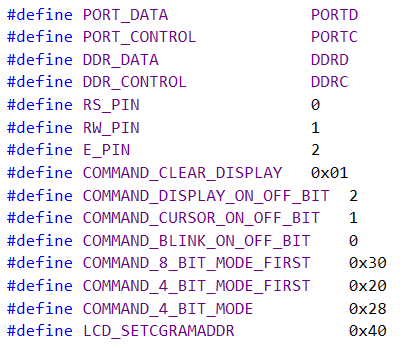 #define PORT_DATA PORTD
#define PORT_CONTROL PORTC
#define DDR_DATA DDRD
#define DDR_CONTROL DDRC
#define RS_PIN 0
#define RW_PIN 1
#define E_PIN 2
#define COMMAND_CLEAR_DISPLAY 0x01
#define COMMAND_DISPLAY_ON_OFF_BIT 2
#define COMMAND_CURSOR_ON_OFF_BIT 1
#define COMMAND_BLINK_ON_OFF_BIT 0
#define COMMAND_8_BIT_MODE_FIRST 0x30
#define COMMAND_4_BIT_MODE_FIRST 0x20
#define COMMAND_4_BIT_MODE 0x28
#define LCD_SETCGRAMADDR 0x40